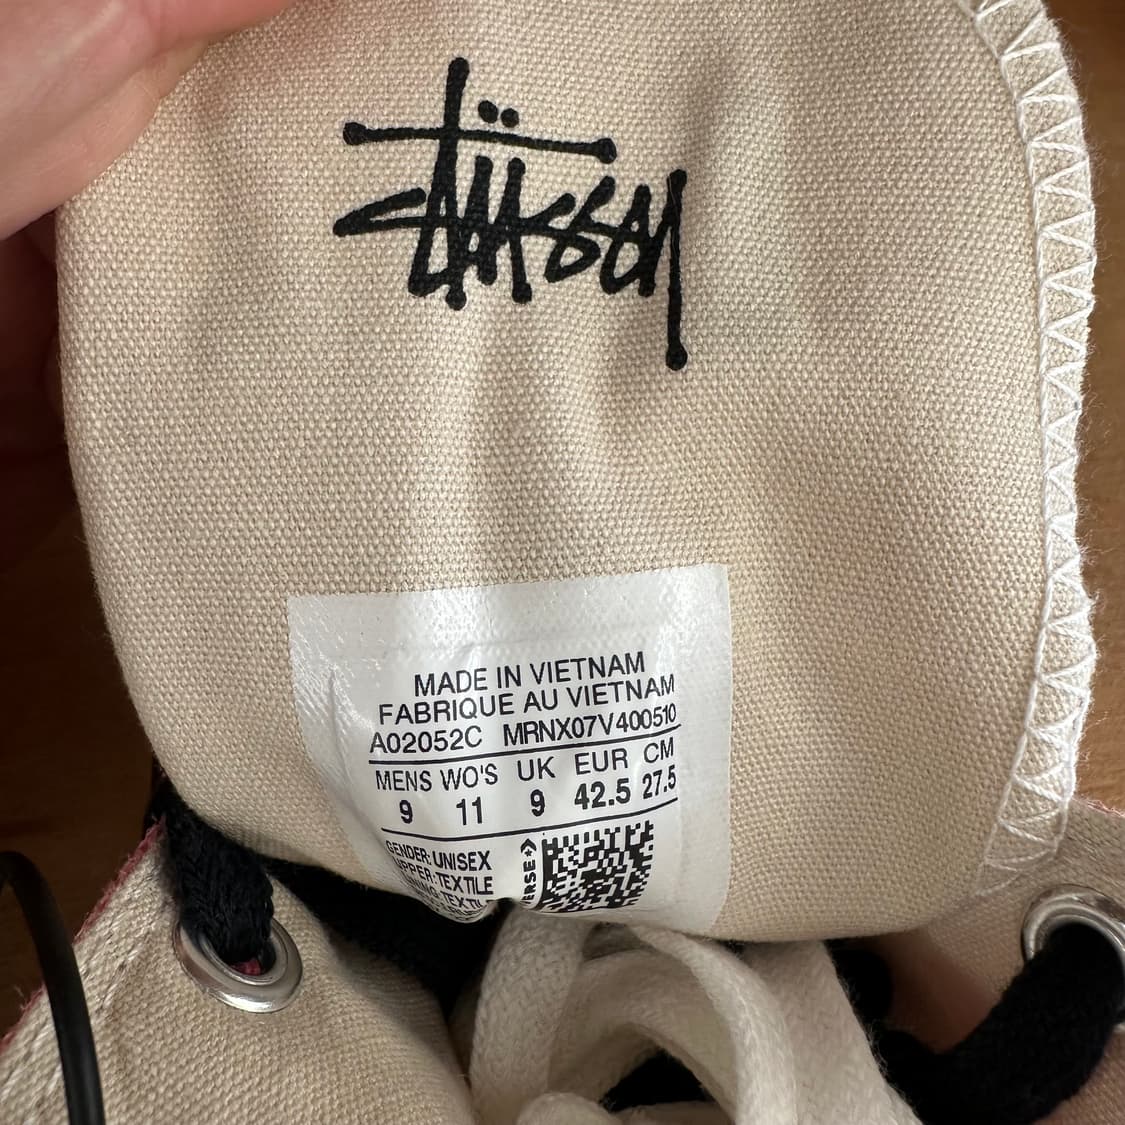 Stüssy
MADE IN VIETNAM
FABRIQUE AU VIETNAM
A02052C MRNX07V400510
MENS WO'S UK EUR CM
9 11 9 42.5 27.5
GENDER: UNISEX
UPPER: TEXTILE
TEXTILE